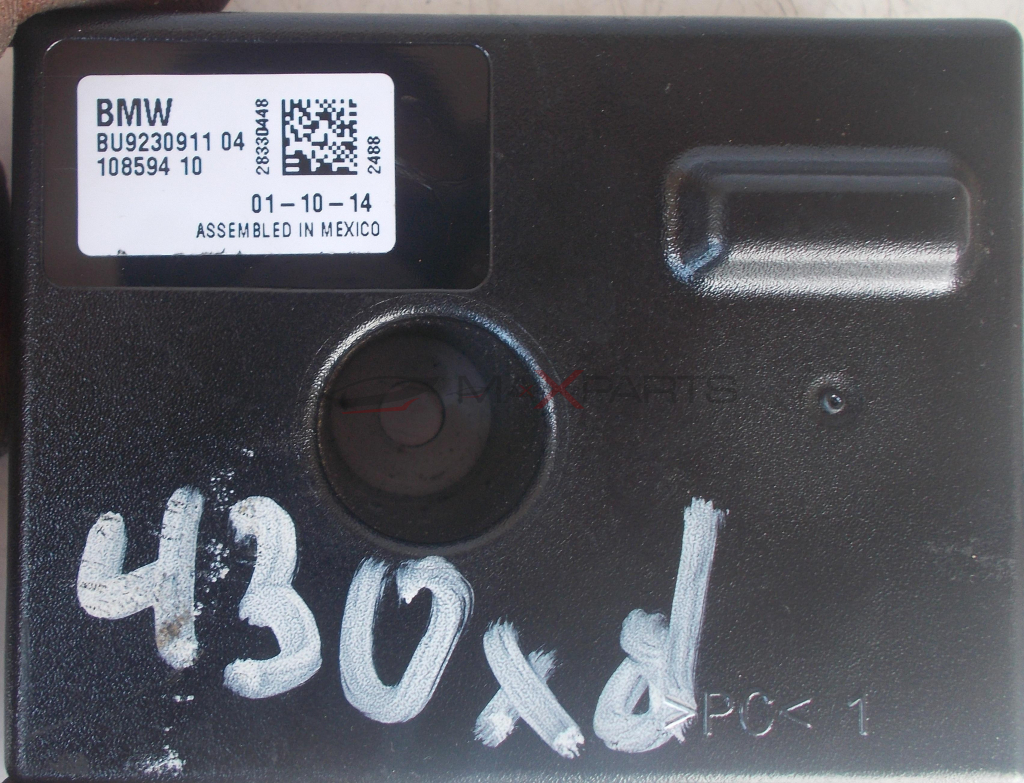 BMW
BU9230911 04
108594 10
28330448
2488
01-10-14
ASSEMBLED IN MEXICO
MAXPARTS
430xd
>PC< 1